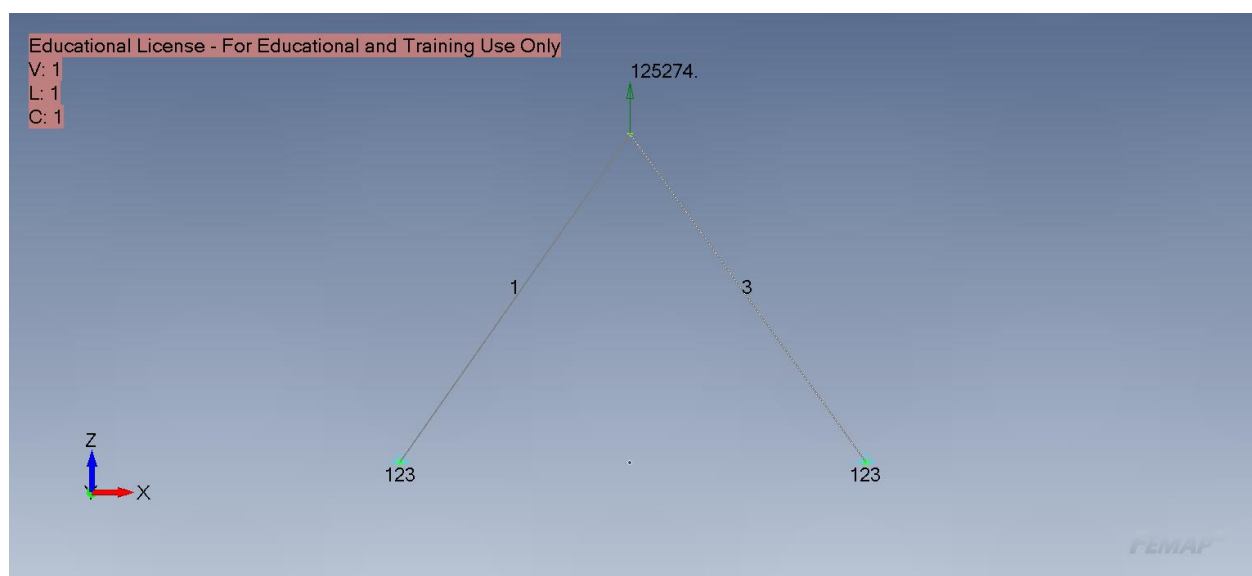 Educational License - For Educational and Training Use Only
V: 1
L: 1
C: 1
125274.
1
3
Z
X
123
123
FEMAP